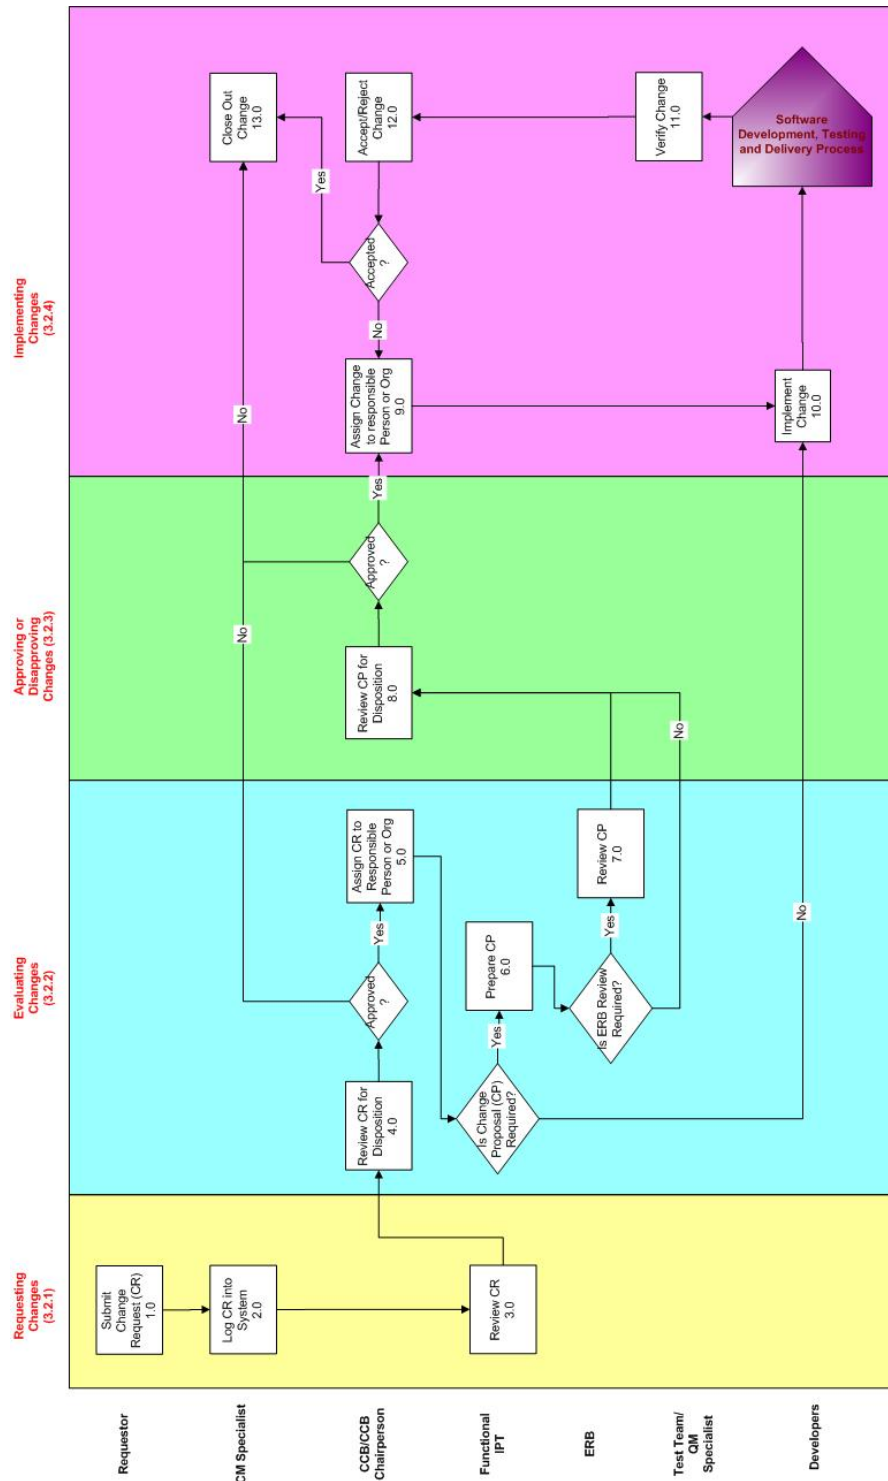 Requesting
Changes
(3.2.1)
Evaluating
Changes
(3.2.2)
Approving or
Disapproving
Changes (3.2.3)
Implementing
Changes
(3.2.4)
Requestor
Submit
Change
Request (CR)
1.0
CM Specialist
Log CR into
System
2.0
No
No
Close Out
Change
13.0
Yes
CCB/CCB
Chairperson
Review CR for
Disposition
4.0
Approved
?
Yes
Assign CR to
Responsible
Person or Org
5.0
Review CP for
Disposition
8.0
Approved
?
Yes
Assign Change
to responsible
Person or Org
9.0
No
Accepted
?
Accept/Reject
Change
12.0
Functional
IPT
Review CR
3.0
Is Change
Proposal (CP)
Required?
Yes
Prepare CP
6.0
ERB
Is ERB Review
Required?
Yes
Review CP
7.0
Test Team/
QM
Specialist
No
Verify Change
11.0
Developers
No
Implement
Change
10.0
Software
Development, Testing
and Delivery Process